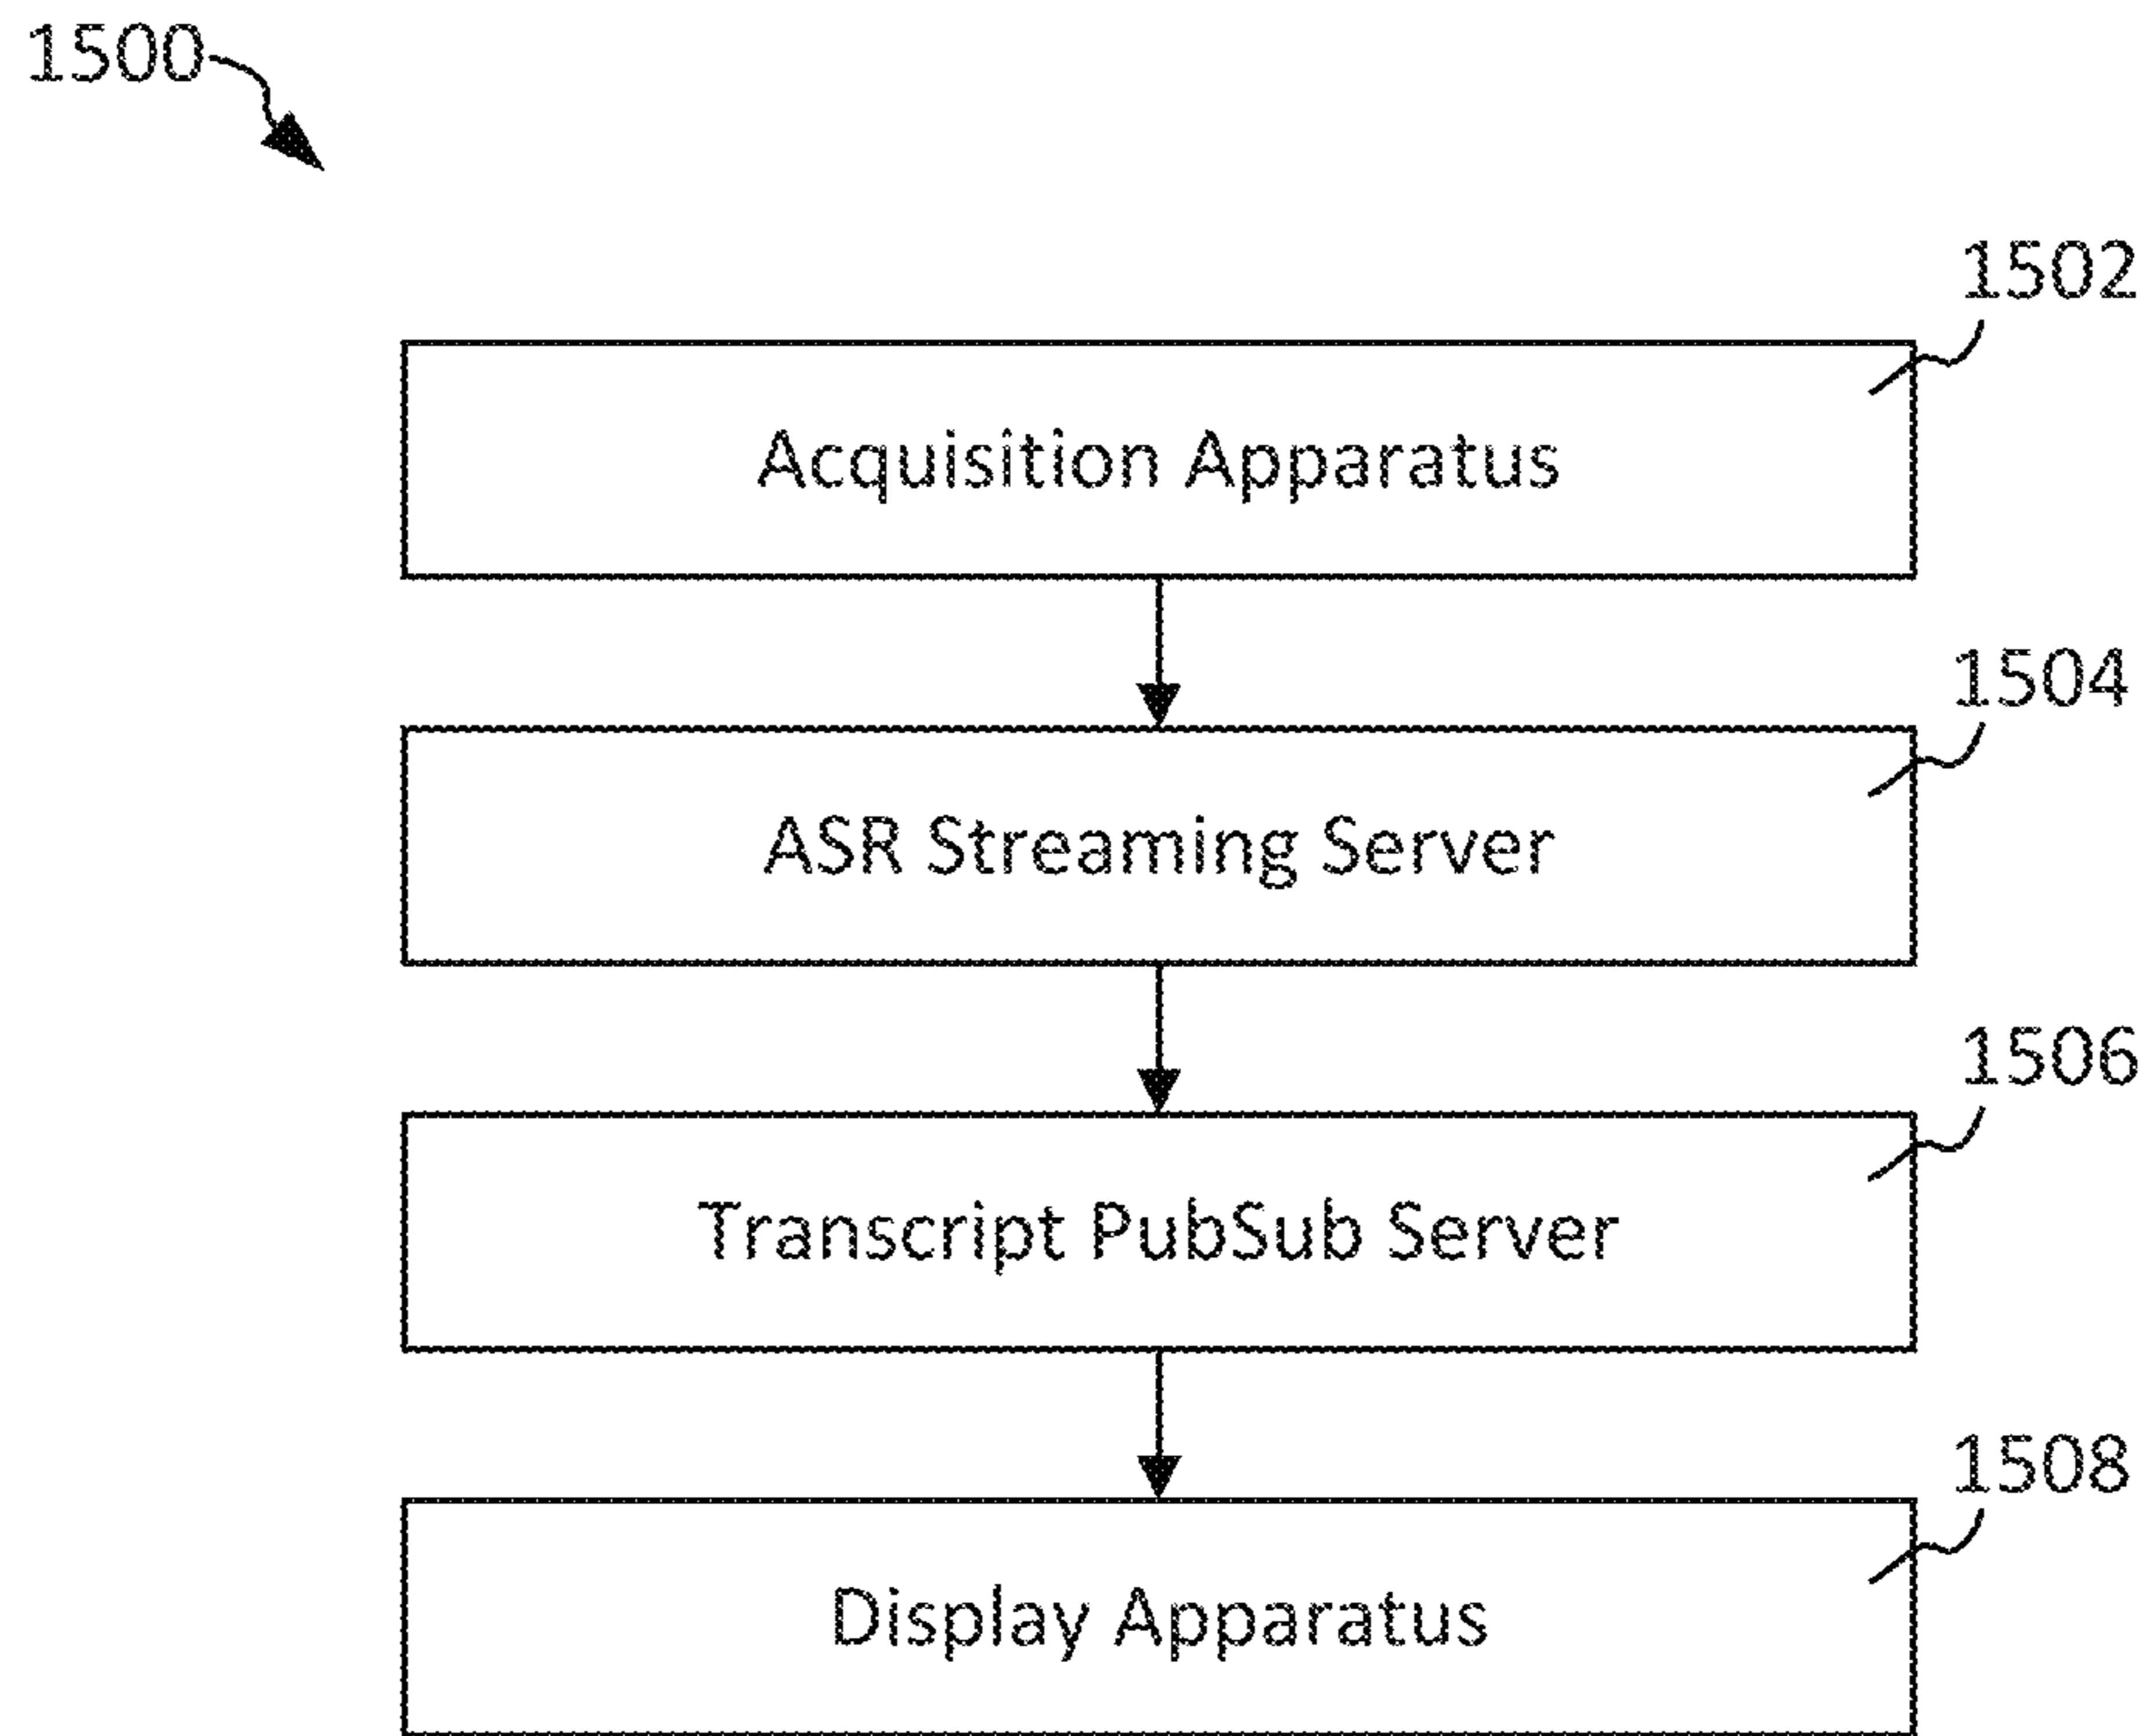 1500
1502
Acquisition Apparatus
1504
ASR Streaming Server
1506
Transcript PubSub Server
1508
Display Apparatus